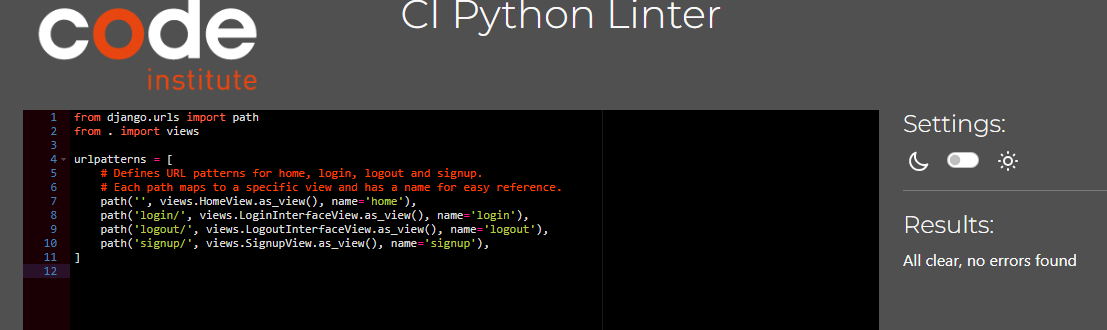 code
institute
CI Python Linter
1 from django.urls import path
2 from . import views
3
4 urlpatterns = [
5     # Defines URL patterns for home, login, logout and signup.
6     # Each path maps to a specific view and has a name for easy reference.
7     path('', views.HomeView.as_view(), name='home'),
8     path('login/', views.LoginInterfaceView.as_view(), name='login'),
9     path('logout/', views.LogoutInterfaceView.as_view(), name='logout'),
10     path('signup/', views.SignupView.as_view(), name='signup'),
11 ]
12
Settings:
Results:
All clear, no errors found